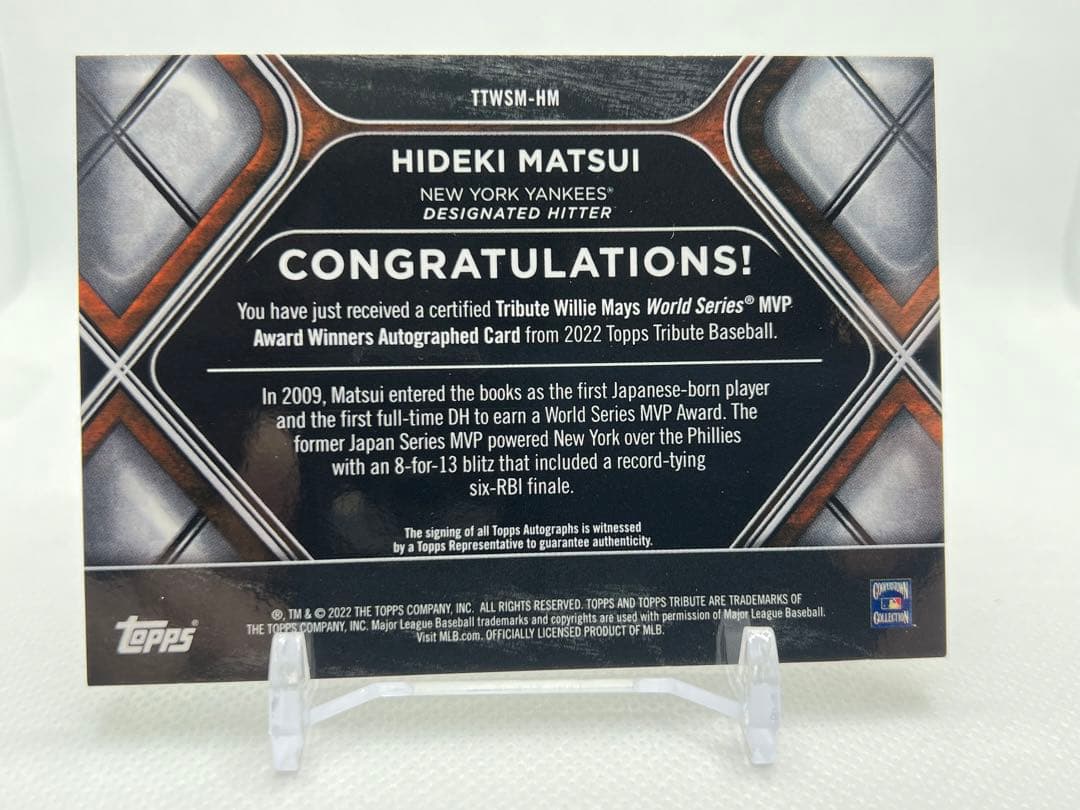 TTWSM-HM
HIDEKI MATSUI
NEW YORK YANKEES®
DESIGNATED HITTER
CONGRATULATIONS!
You have just received a certified Tribute Willie Mays World Series® MVP
Award Winners Autographed Card from 2022 Topps Tribute Baseball.
In 2009, Matsui entered the books as the first Japanese-born player
and the first full-time DH to earn a World Series MVP Award. The
former Japan Series MVP powered New York over the Phillies
with an 8-for-13 blitz that included a record-tying
six-RBI finale.
The signing of all Topps Autographs is witnessed
by a Topps Representative to guarantee authenticity.
®, TM & © 2022 THE TOPPS COMPANY, INC. ALL RIGHTS RESERVED. TOPPS AND TOPPS TRIBUTE ARE TRADEMARKS OF
THE TOPPS COMPANY, INC. Major League Baseball trademarks and copyrights are used with permission of Major League Baseball.
Visit MLB.com. OFFICIALLY LICENSED PRODUCT OF MLB.
topps®
COOPERSTOWN
COLLECTION